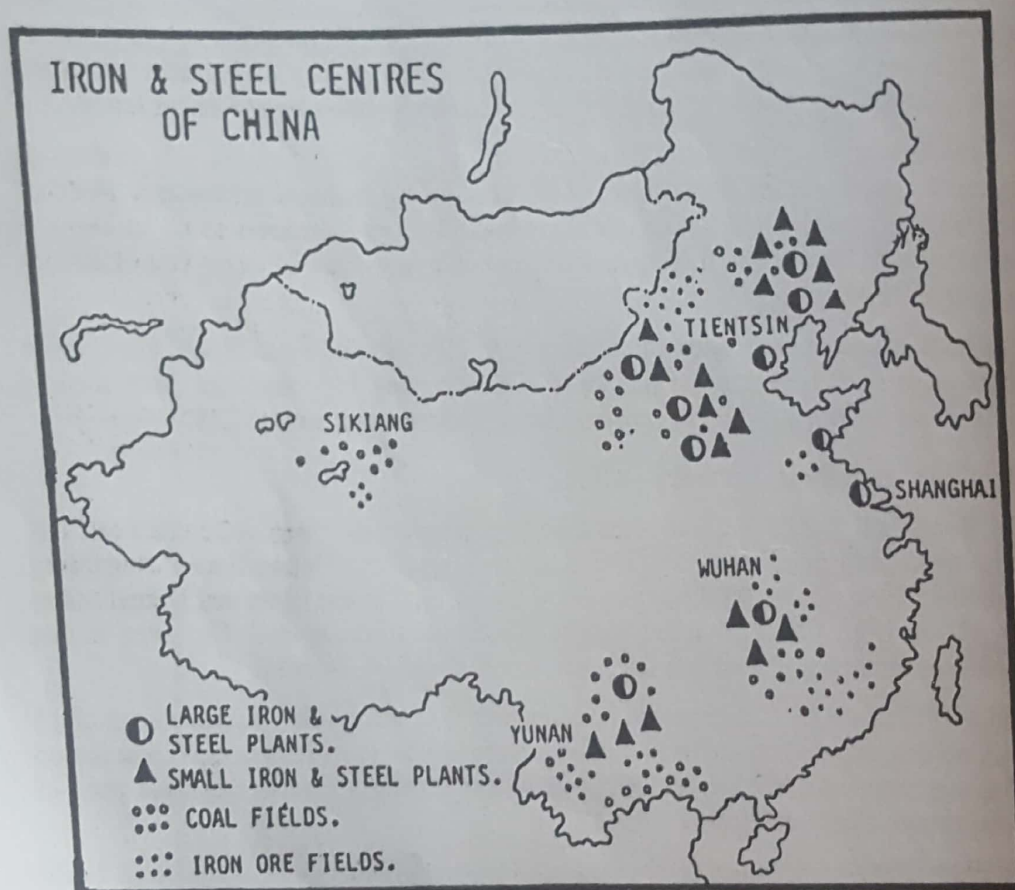 IRON & STEEL CENTRES
OF CHINA
TIENTSIN
SIKIANG
SHANGHAI
WUHAN
YUNAN
LARGE IRON &
STEEL PLANTS.
SMALL IRON & STEEL PLANTS.
COAL FIELDS.
IRON ORE FIELDS.